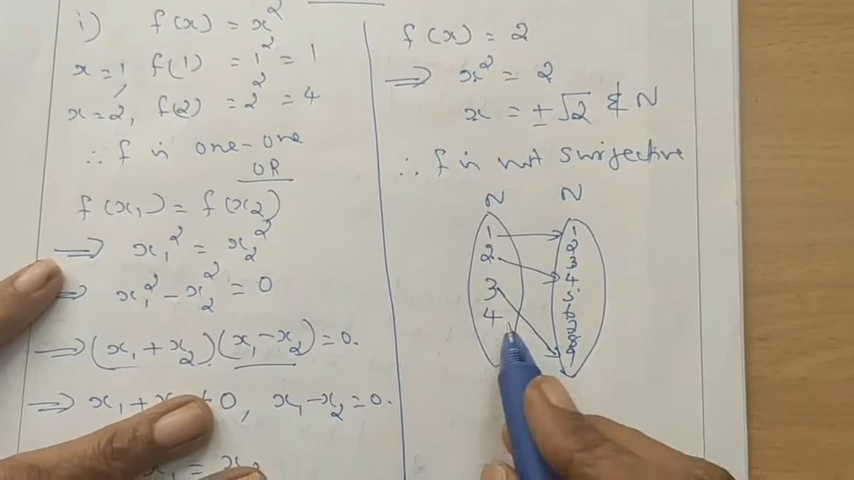 i) f(x) = x²
x=1, f(1) = 1² = 1
x=2, f(2) = 2² = 4
∴ f is one-one
OR
f(x₁) = f(x₂)
⇒ x₁² = x₂²
⇒ x₁² - x₂² = 0
⇒ (x₁ + x₂)(x₁ - x₂) = 0.
⇒ x₁ + ≠ 0, x₁ - x₂ = 0.
x₁ = x₂
f(x) = 2
⇒ x² = 2
x = ±√2 ∉ N
∴ f is not surjective
N N
1 1
2 2
3 3
4 4
5
6
7
8
9